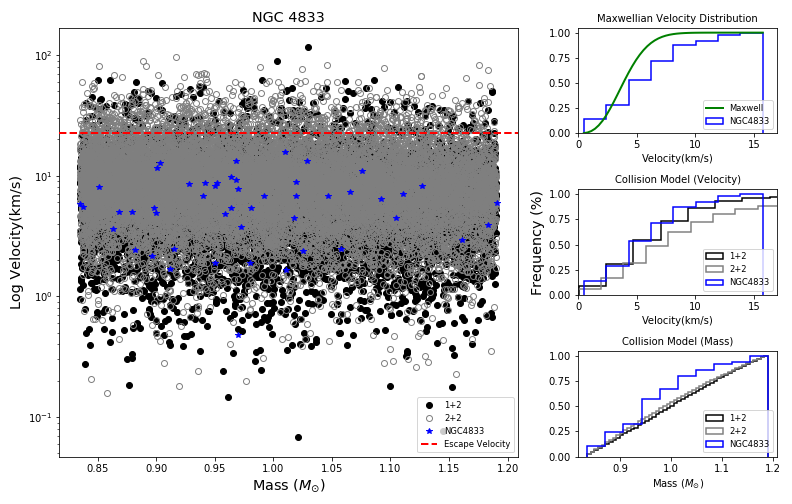 NGC 4833
Log Velocity(km/s)
10²
10¹
10⁰
10⁻¹
0.85 0.90 0.95 1.00 1.05 1.10 1.15 1.20
Mass (M⊙)
1+2
2+2
NGC4833
Escape Velocity
Maxwellian Velocity Distribution
1.00
0.75
0.50
0.25
0.00
0 5 10 15
Velocity(km/s)
Maxwell
NGC4833
Frequency (%)
Collision Model (Velocity)
1.00
0.75
0.50
0.25
0.00
0 5 10 15
Velocity(km/s)
1+2
2+2
NGC4833
Collision Model (Mass)
1.00
0.75
0.50
0.25
0.00
0.9 1.0 1.1 1.2
Mass (M⊙)
1+2
2+2
NGC4833